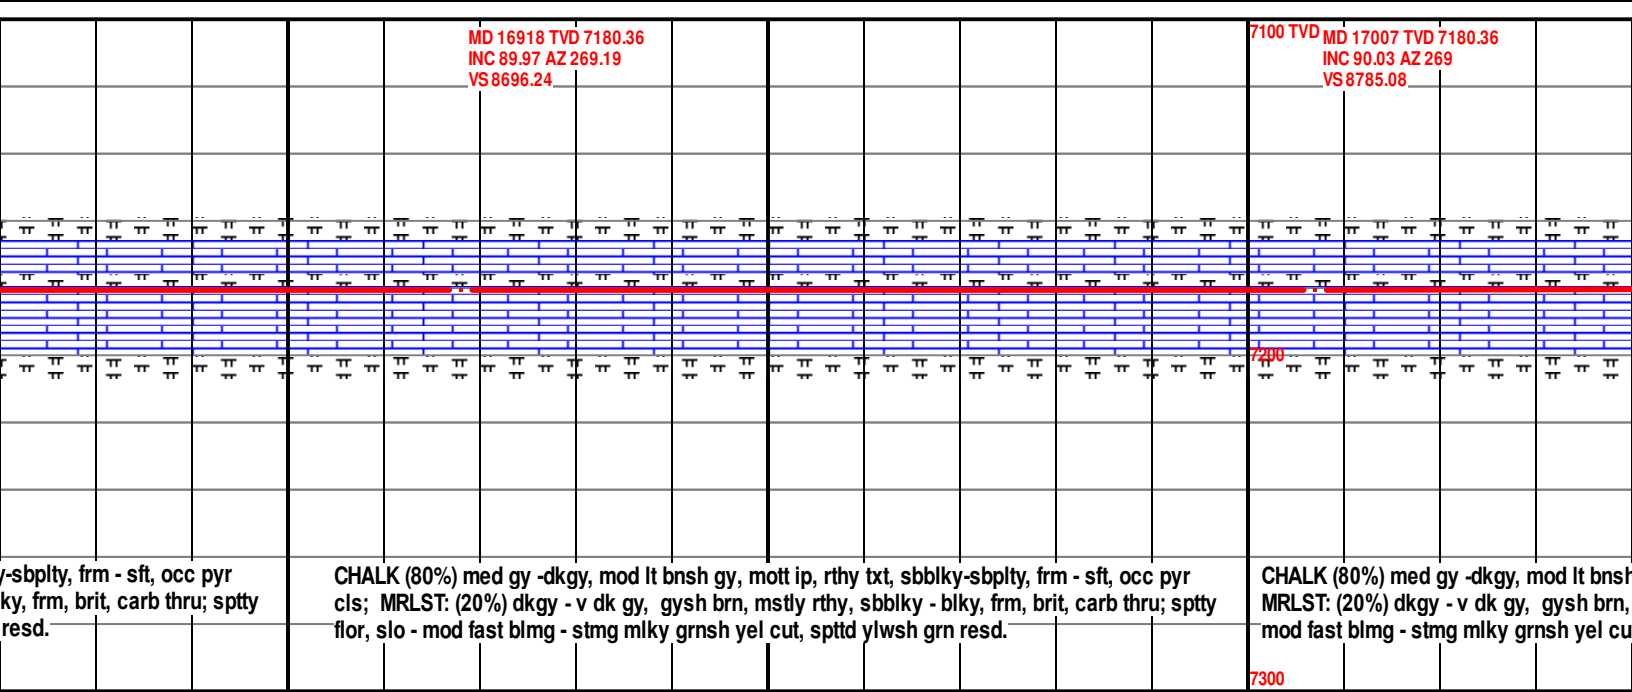 MD 16918 TVD 7180.36
INC 89.97 AZ 269.19
VS 8696.24
7100 TVD
MD 17007 TVD 7180.36
INC 90.03 AZ 269
VS 8785.08
7200
y-sbplty, frm - sft, occ pyr
ky, frm, brit, carb thru; sptty
resd.
CHALK (80%) med gy -dkgy, mod lt bnsh gy, mott ip, rthy txt, sbblky-sbplty, frm - sft, occ pyr
cls; MRLST: (20%) dkgy - v dk gy, gysh brn, mstly rthy, sbblky - blky, frm, brit, carb thru; sptty
flor, slo - mod fast blmg - stmg mlky grnsh yel cut, spttd ylwsh grn resd.
CHALK (80%) med gy -dkgy, mod lt bnsh
MRLST: (20%) dkgy - v dk gy, gysh brn,
mod fast blmg - stmg mlky grnsh yel cu
7300